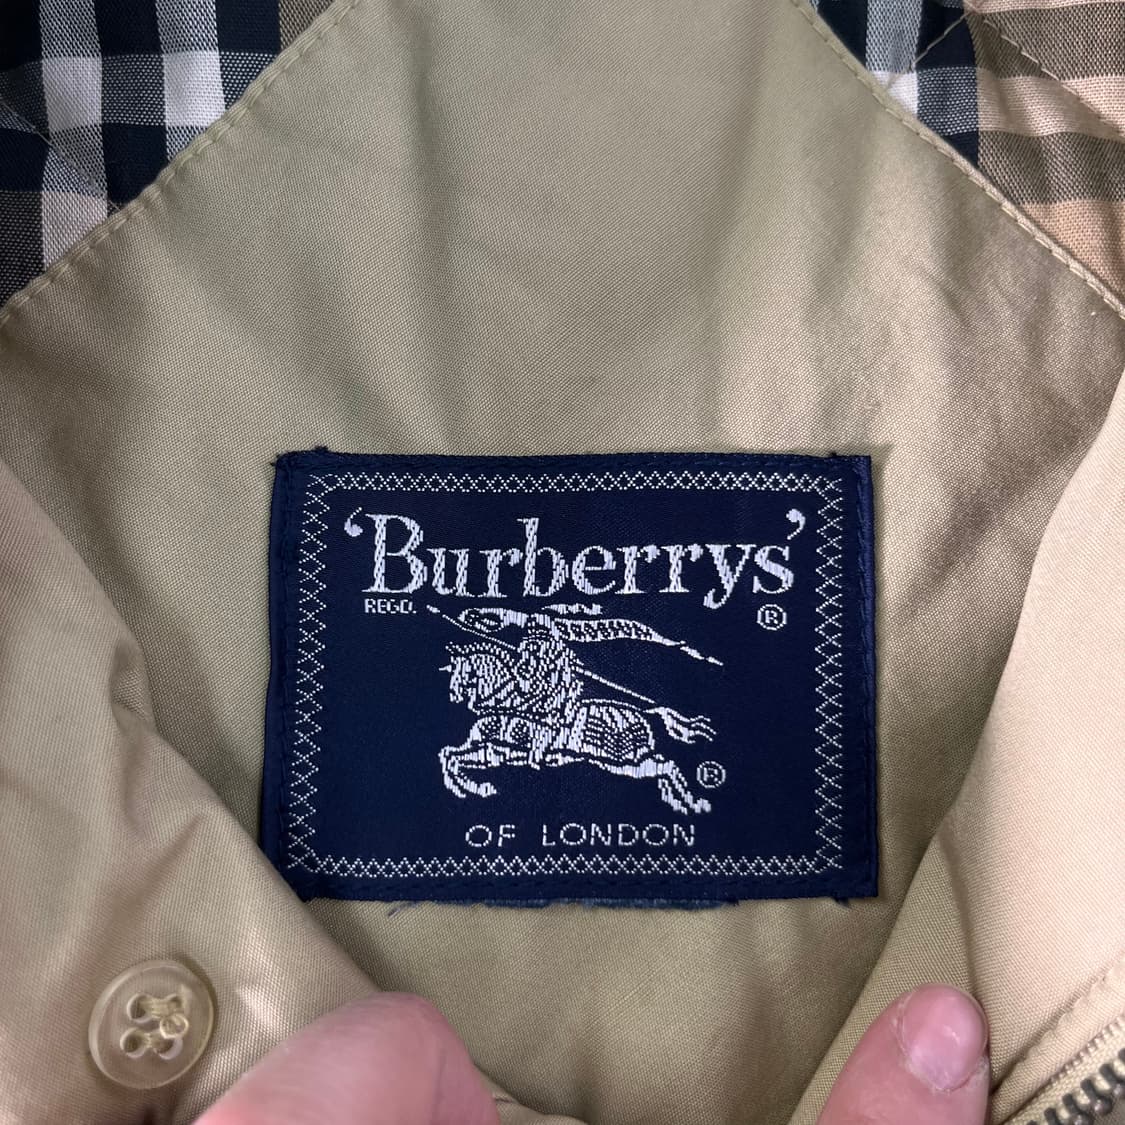 ‘Burberrys’
REGD. ®
®
OF LONDON